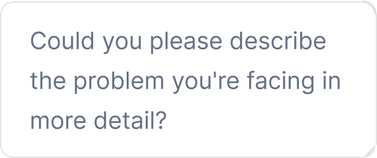 Could you please describe
the problem you're facing in
more detail?